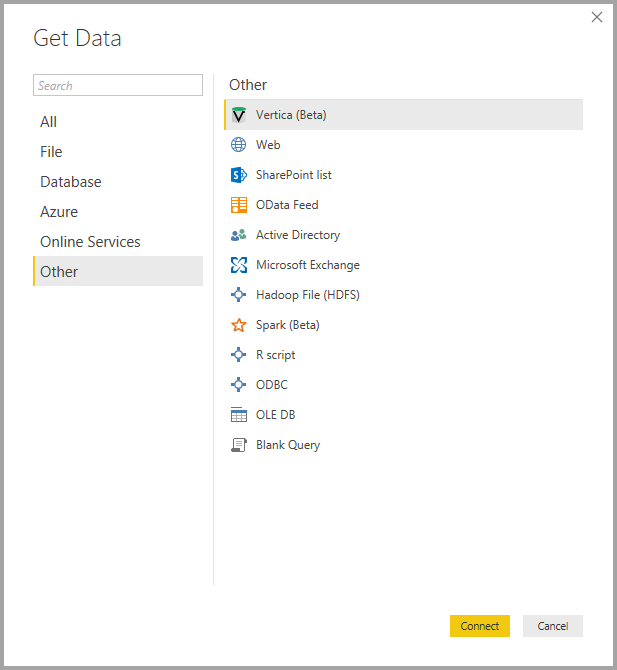 Get Data
Search
All
File
Database
Azure
Online Services
Other
Other
Vertica (Beta)
Web
SharePoint list
OData Feed
Active Directory
Microsoft Exchange
Hadoop File (HDFS)
Spark (Beta)
R script
ODBC
OLE DB
Blank Query
Connect
Cancel